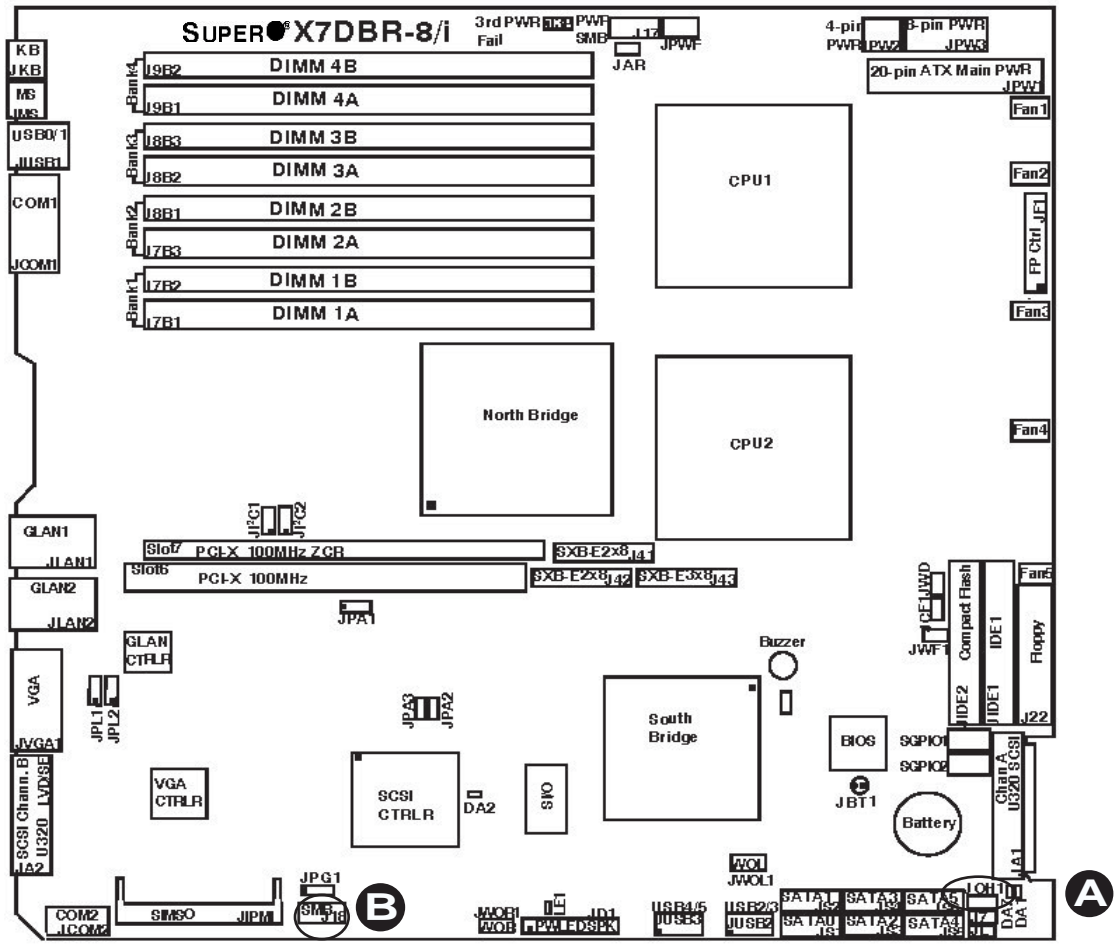 SUPER® X7DBR-8/i
3rd PWR Fail
PWR SMB
J17
JPWF
JAR
4-pin PWR
JPW2
8-pin PWR
JPW3
20-pin ATX Main PWR
JPW1
KB
JKB
MS
JMS
USB0/1
JUSB1
COM1
JCOM1
Bank4
J9B2 DIMM 4B
J9B1 DIMM 4A
Bank3
J8B3 DIMM 3B
J8B2 DIMM 3A
Bank2
J8B1 DIMM 2B
J7B3 DIMM 2A
Bank1
J7B2 DIMM 1B
J7B1 DIMM 1A
CPU1
Fan1
Fan2
FP Ctrl JF1
Fan3
North Bridge
CPU2
Fan4
GLAN1
JLAN1
JI²C1
JI²C2
Slot7 PCI-X 100MHz ZCR
SXB-E2x8 J41
Slot6 PCI-X 100MHz
SXB-E2x8 J42
SXB-E3x8 J43
GLAN2
JLAN2
JPA1
GLAN
CTRLR
JWD
JCF1
JWF1
Compact Flash
JIDE2
IDE1
JIDE1
Fan5
Floppy
J22
Buzzer
VGA
JVGA1
JPL1
JPL2
JPA3
JPA2
South
Bridge
BIOS
SGPIO1
SGPIO2
JBT1
Battery
Chan A
U320 SCSI
JA1
SCSI Chann. B
U320 LVD/SE
JA2
VGA
CTRLR
SCSI
CTRLR
DA2
S/IO
WOL
JWOL1
COM2
JCOM2
SIMSO JIPMI
JPG1
SMB
J18
B
JWOR1
WOR
LE1
JD1
PWLEDSPK
USB4/5
JUSB3
USB2/3
JUSB2
SATA1
SATA3
SATA5
SATA0
SATA2
SATA4
JOH1
A